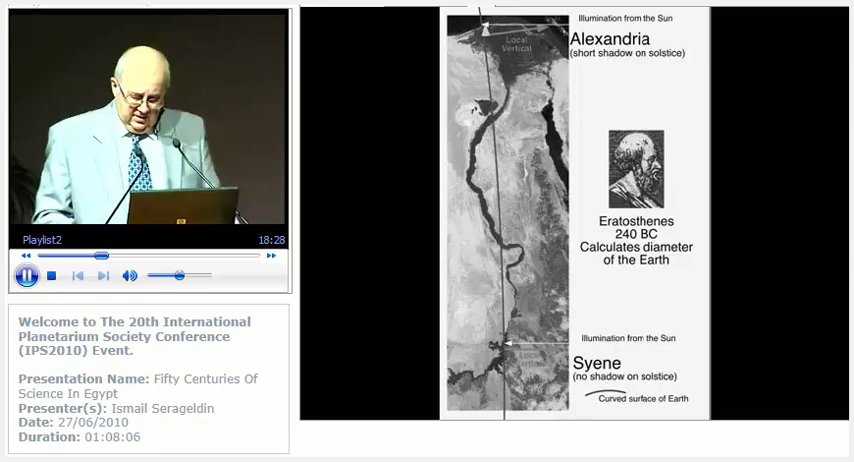 Playlist2
18:28
Welcome to The 20th International
Planetarium Society Conference
(IPS2010) Event.
Presentation Name: Fifty Centuries Of
Science In Egypt
Presenter(s): Ismail Serageldin
Date: 27/06/2010
Duration: 01:08:06
Illumination from the Sun
Local
Vertical
Alexandria
(short shadow on solstice)
Eratosthenes
240 BC
Calculates diameter
of the Earth
Illumination from the Sun
Local
Vertical
Syene
(no shadow on solstice)
Curved surface of Earth